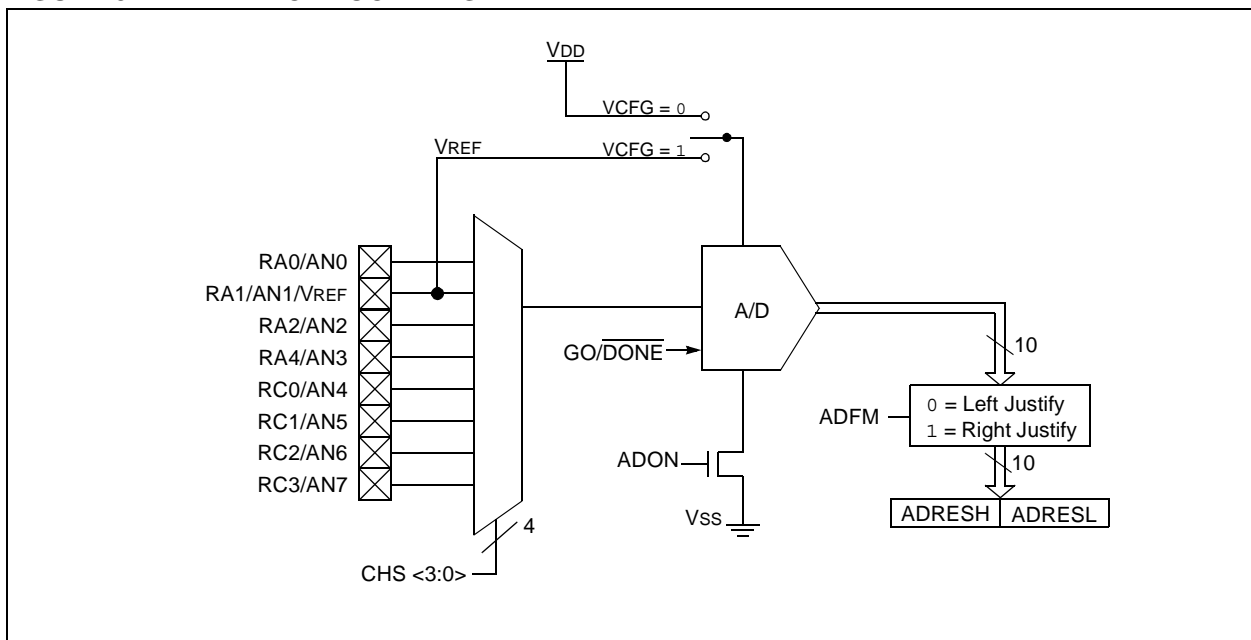 VDD
VCFG = 0
VREF
VCFG = 1
RA0/AN0
RA1/AN1/VREF
RA2/AN2
RA4/AN3
RC0/AN4
RC1/AN5
RC2/AN6
RC3/AN7
A/D
GO/DONE
10
ADFM
0 = Left Justify
1 = Right Justify
10
ADON
ADRESH ADRESL
VSS
4
CHS <3:0>